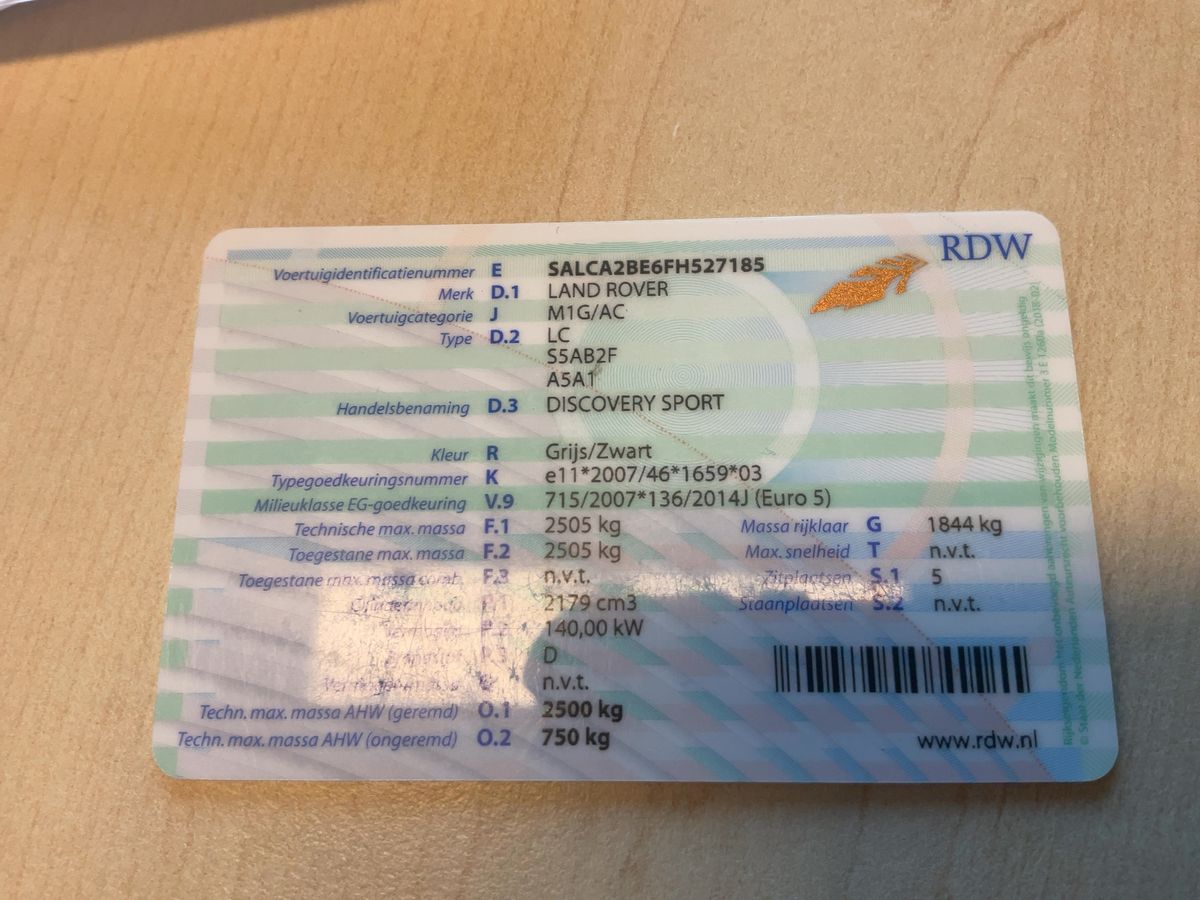 RDW
Voertuigidentificatienummer E SALCA2BE6FH527185
Merk D.1 LAND ROVER
Voertuigcategorie J M1G/AC
Type D.2 LC
S5AB2F
A5A1
Handelsbenaming D.3 DISCOVERY SPORT
Kleur R Grijs/Zwart
Typegoedkeuringsnummer K e11*2007/46*1659*03
Milieuklasse EG-goedkeuring V.9 715/2007*136/2014J (Euro 5)
Technische max. massa F.1 2505 kg Massa rijklaar G 1844 kg
Toegestane max. massa F.2 2505 kg Max. snelheid T n.v.t.
Toegestane max. massa comb. F.3 n.v.t. Zitplaatsen S.1 5
2179 cm3 Staanplaatsen S.2 n.v.t.
P.2 140,00 kW
P.3 D
n.v.t.
Techn. max. massa AHW (geremd) O.1 2500 kg
Techn. max. massa AHW (ongeremd) O.2 750 kg
www.rdw.nl